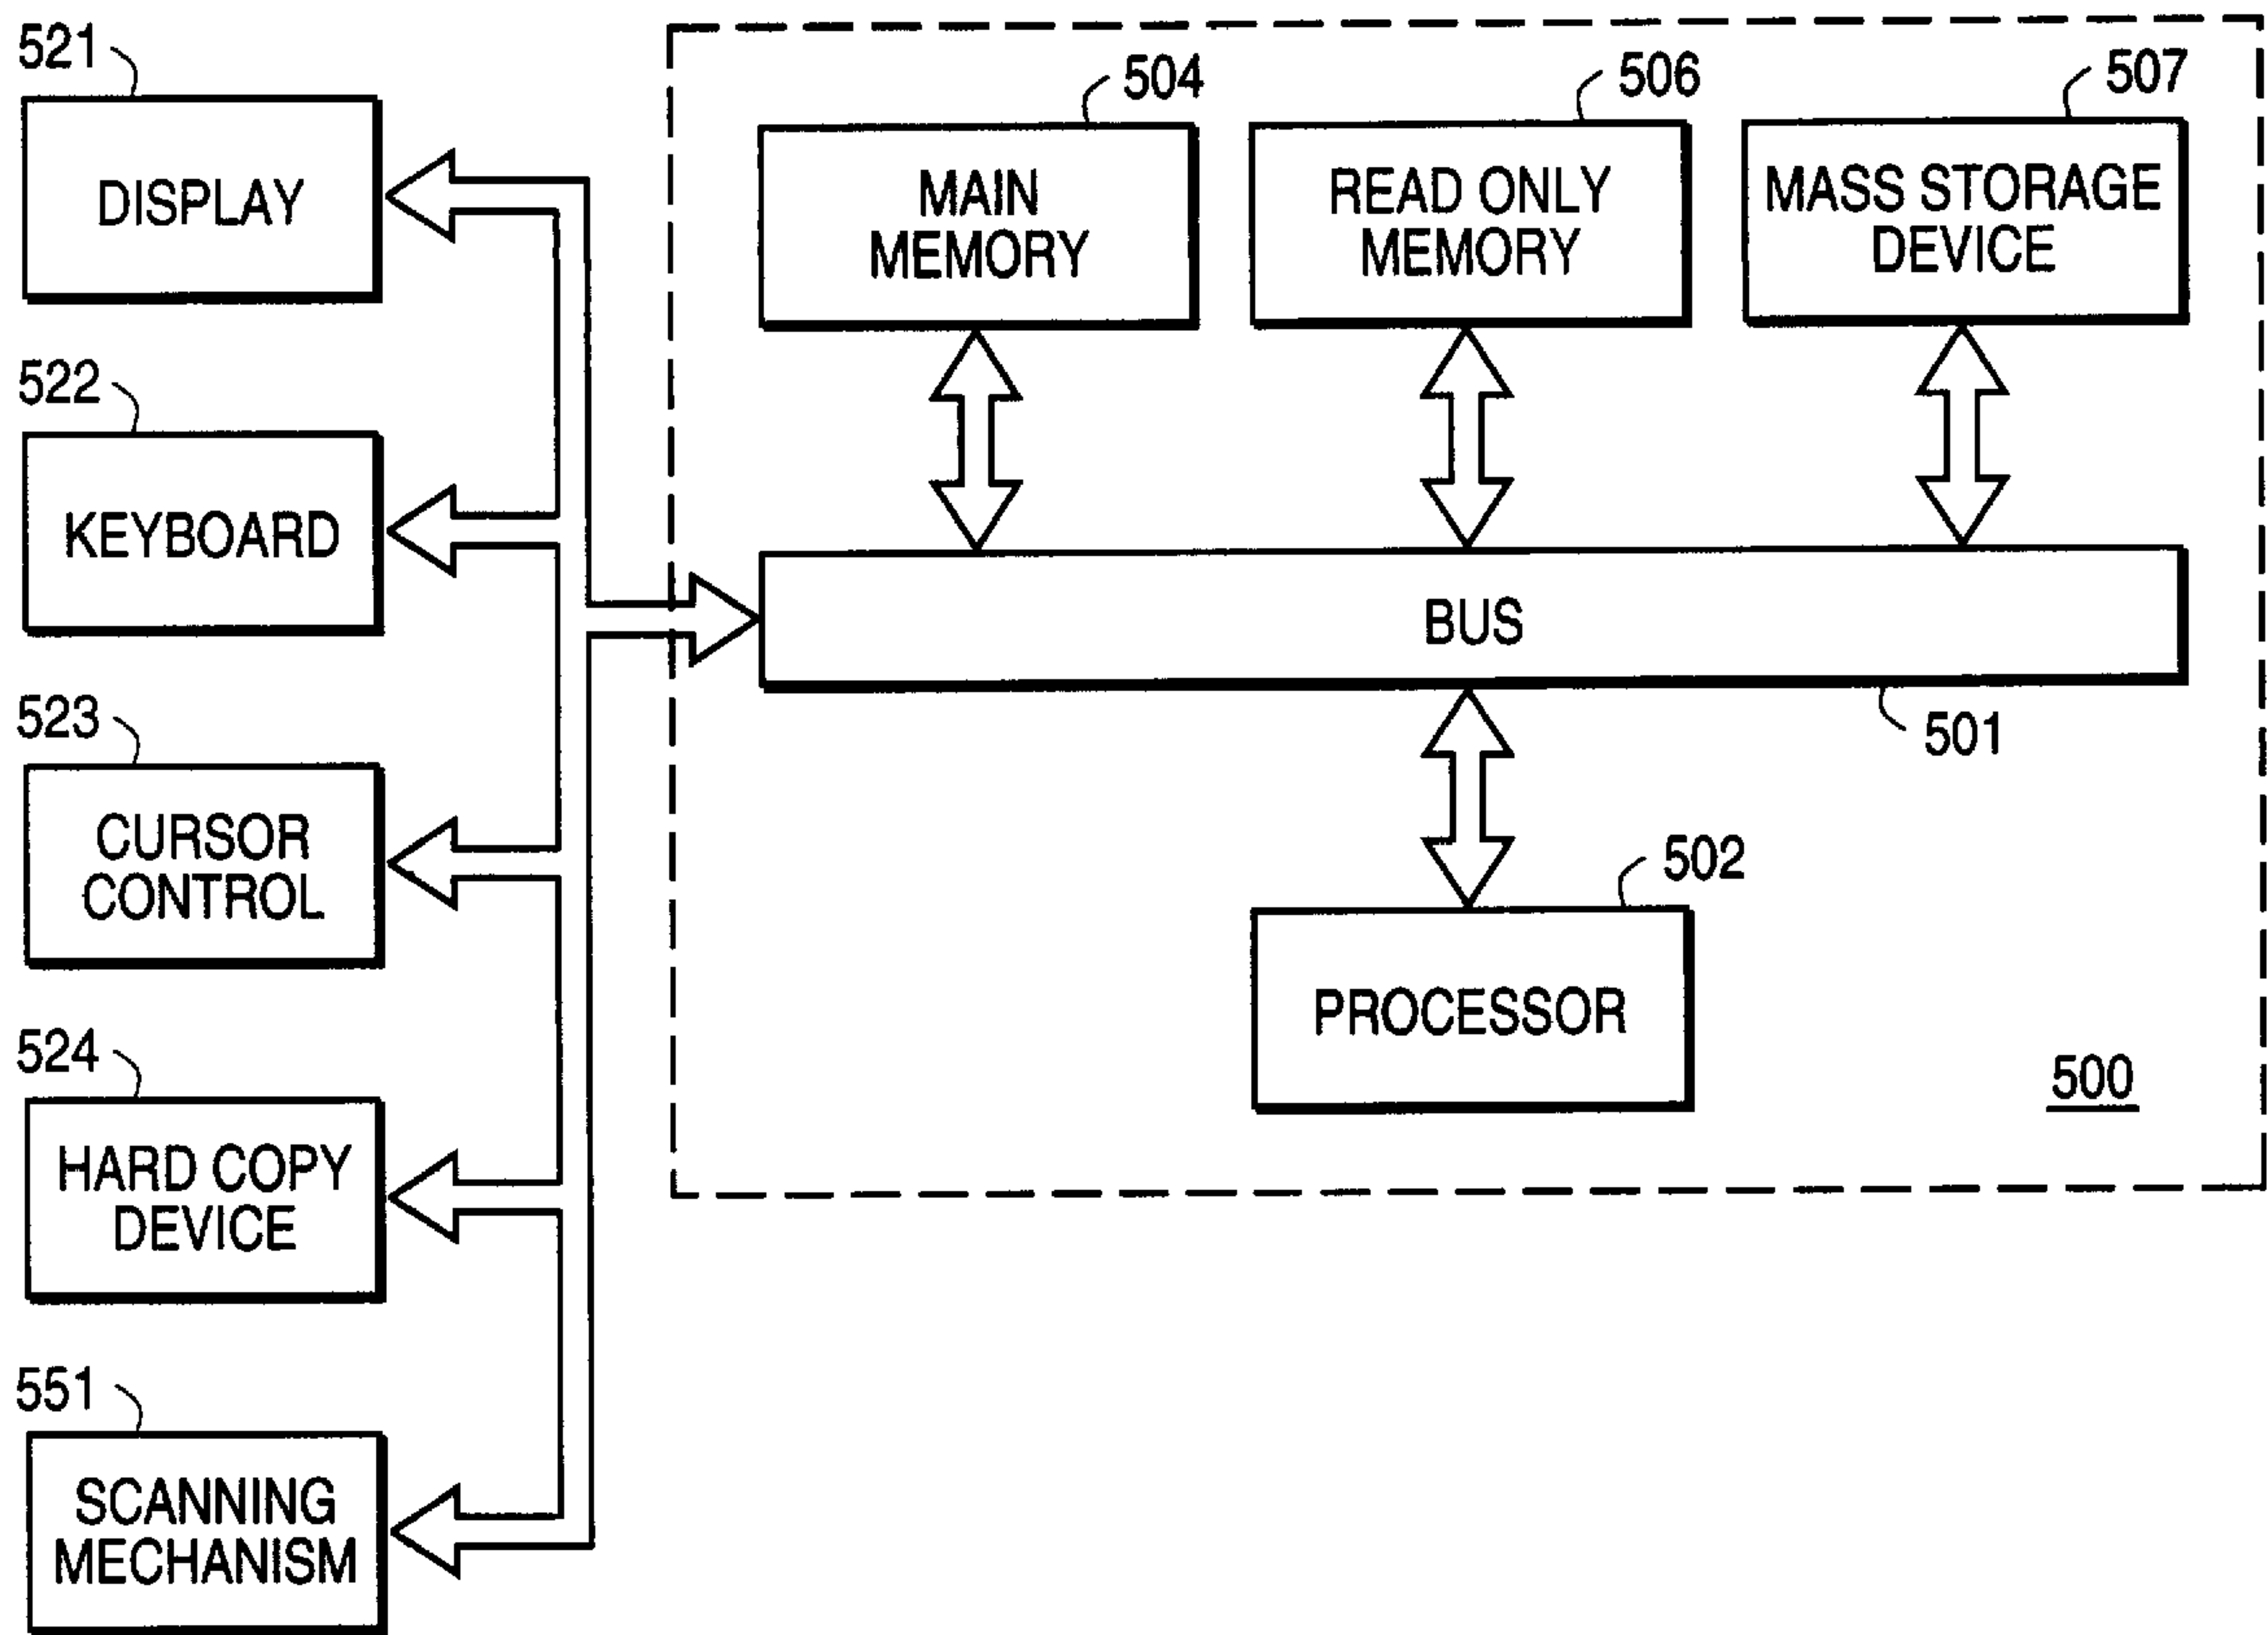 521
DISPLAY
522
KEYBOARD
523
CURSOR
CONTROL
524
HARD COPY
DEVICE
551
SCANNING
MECHANISM
504
MAIN
MEMORY
506
READ ONLY
MEMORY
507
MASS STORAGE
DEVICE
BUS
501
502
PROCESSOR
500